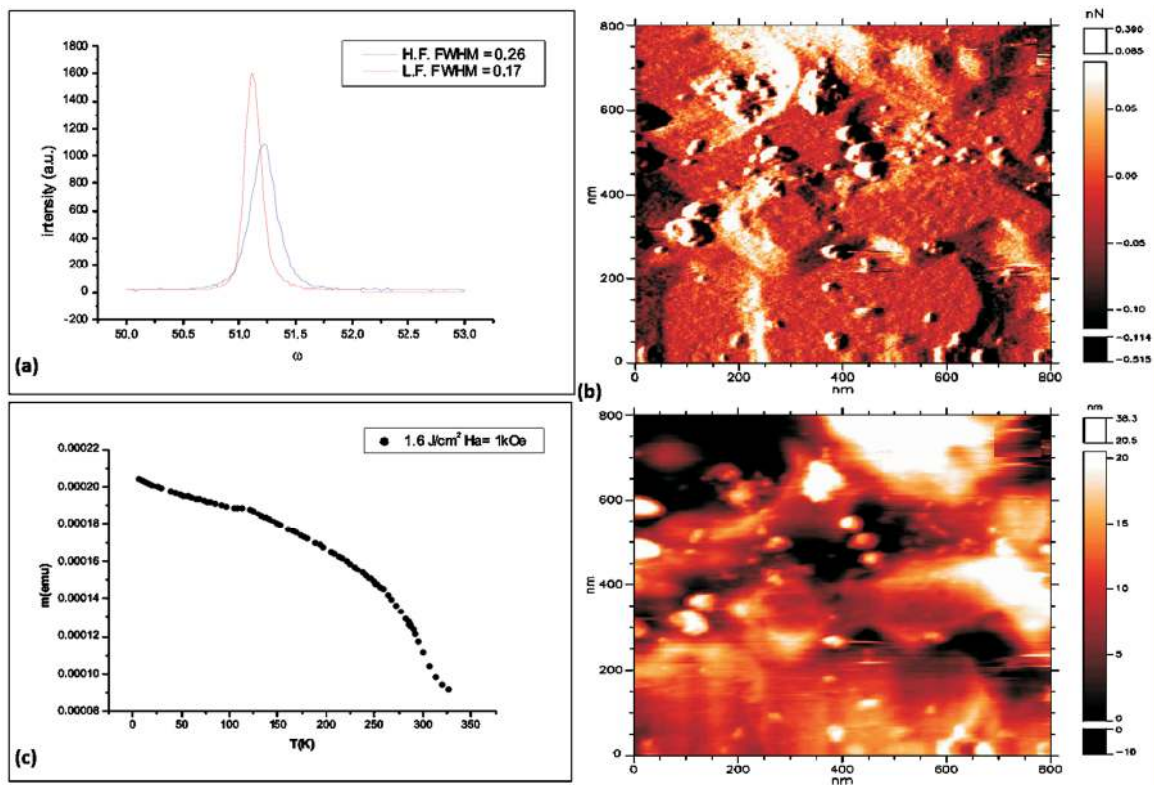 1800
1600
1400
1200
1000
800
600
400
200
0
-200
irtensity (a.u.)
H.F. FWHM = 0,26
L.F. FWHM = 0,17
50.0 50.5 51.0 51.5 52.0 52.5 53.0
ω
(a)
800
600
400
200
0
nm
0 200 400 600 800
nm
(b)
nN
0.390
0.085
0.05
0.00
-0.05
-0.10
-0.114
-0.515
0.00022
0.00020
0.00018
0.00016
0.00014
0.00012
0.00010
0.00008
m(emu)
1.6 J/cm² Ha= 1kOe
0 50 100 150 200 250 300 350
T(K)
(c)
800
600
400
200
0
nm
0 200 400 600 800
nm
nm
38.3
20.5
20
15
10
5
0
0
-10